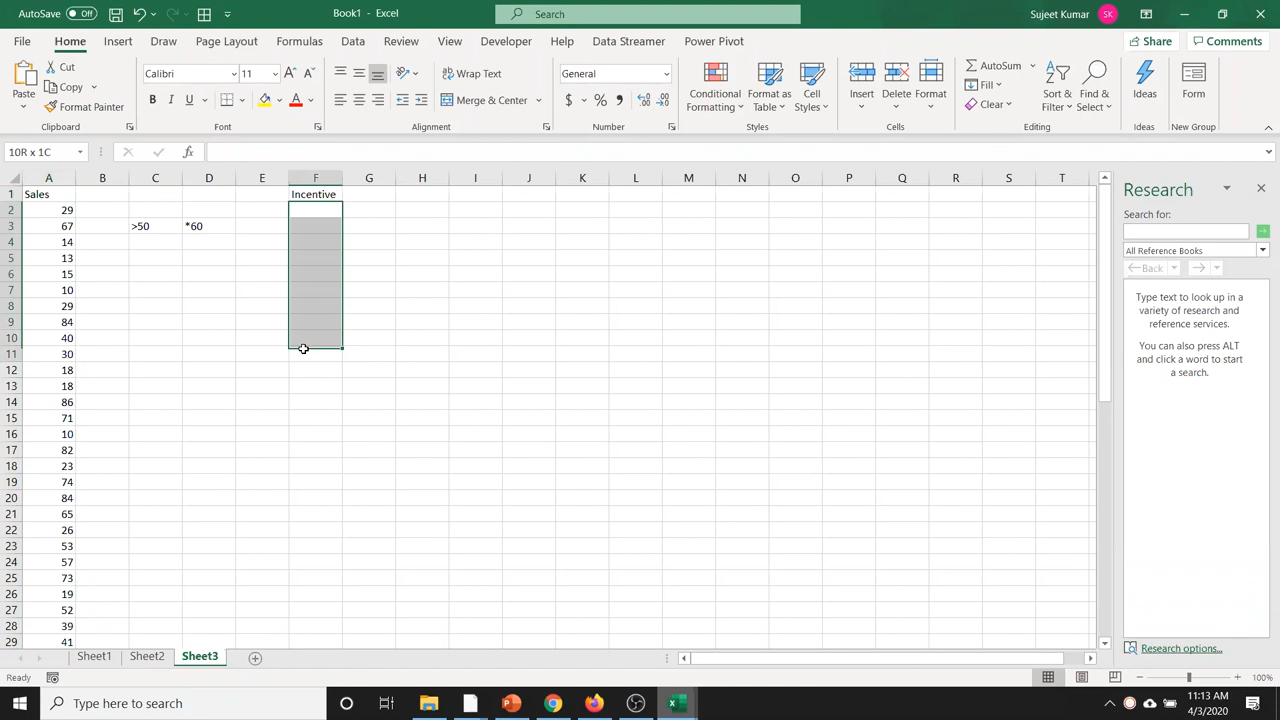 AutoSave Off Book1 - Excel Search Sujeet Kumar SK
File Home Insert Draw Page Layout Formulas Data Review View Developer Help Data Streamer Power Pivot Share Comments
Paste Cut Copy Format Painter
Calibri 11 B I U A
Wrap Text Merge & Center
General $ % ,
Conditional Formatting Format as Table Cell Styles
Insert Delete Format
AutoSum Fill Clear Sort & Filter Find & Select
Ideas Form
Clipboard Font Alignment Number Styles Cells Editing Ideas New Group
10R x 1C fx
A B C D E F G H I J K L M N O P Q R S T
1 Sales Incentive
2 29
3 67 >50 *60
4 14
5 13
6 15
7 10
8 29
9 84
10 40
11 30
12 18
13 18
14 86
15 71
16 10
17 82
18 23
19 74
20 84
21 65
22 26
23 53
24 57
25 73
26 19
27 52
28 39
29 41
Research
Search for:
All Reference Books
Back
Type text to look up in a
variety of research and
reference services.
You can also press ALT
and click a word to start
a search.
Research options...
Sheet1 Sheet2 Sheet3
Ready 100%
Type here to search
11:13 AM
4/3/2020